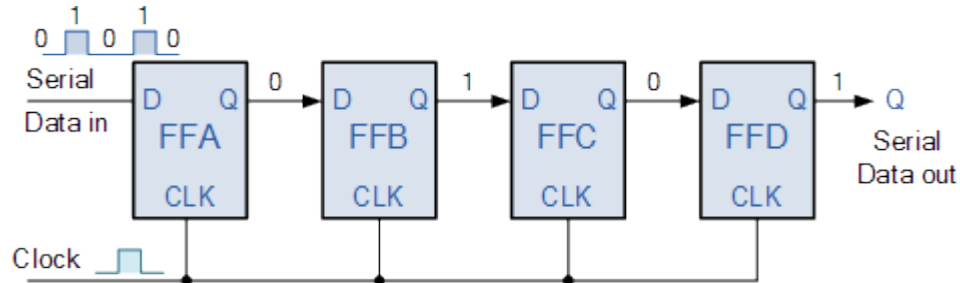 0 1 0 1 0
Serial
Data in
D Q
FFA
CLK
0
D Q
FFB
CLK
1
D Q
FFC
CLK
0
D Q
FFD
CLK
1
Q
Serial
Data out
Clock